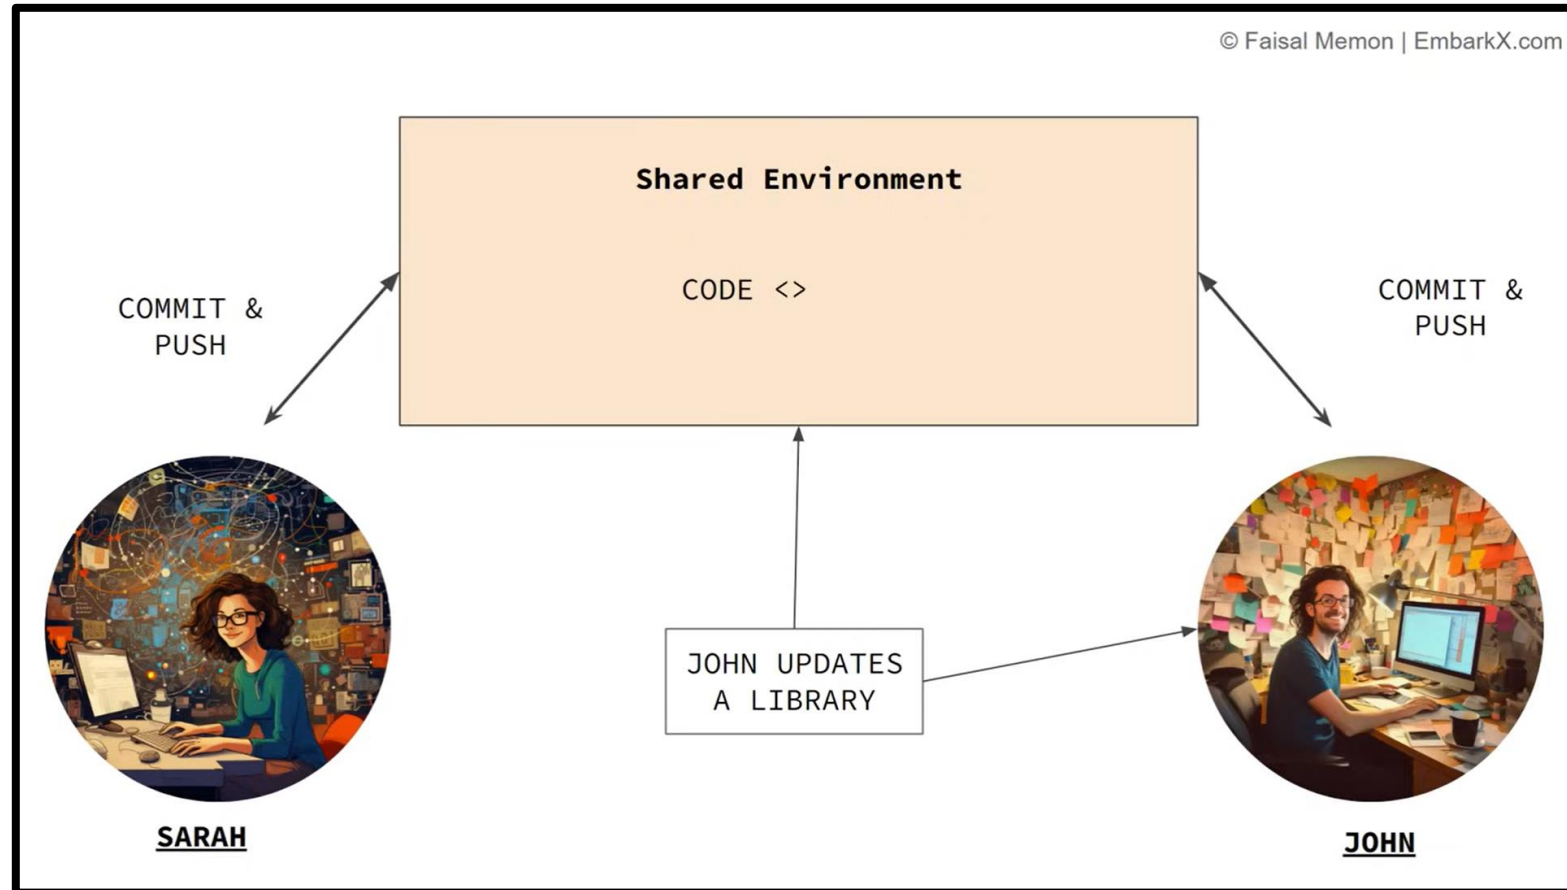 © Faisal Memon | EmbarkX.com
Shared Environment
CODE <>
COMMIT &
PUSH
COMMIT &
PUSH
JOHN UPDATES
A LIBRARY
SARAH
JOHN